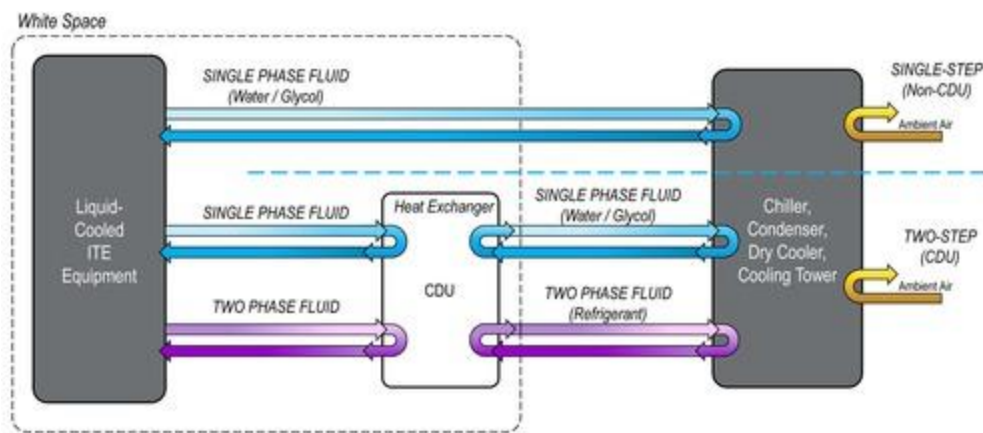 White Space
SINGLE PHASE FLUID
(Water / Glycol)
SINGLE-STEP
(Non-CDU)
Ambient Air
Liquid-
Cooled
ITE
Equipment
SINGLE PHASE FLUID
Heat Exchanger
CDU
SINGLE PHASE FLUID
(Water / Glycol)
Chiller,
Condenser,
Dry Cooler,
Cooling Tower
TWO-STEP
(CDU)
Ambient Air
TWO PHASE FLUID
TWO PHASE FLUID
(Refrigerant)